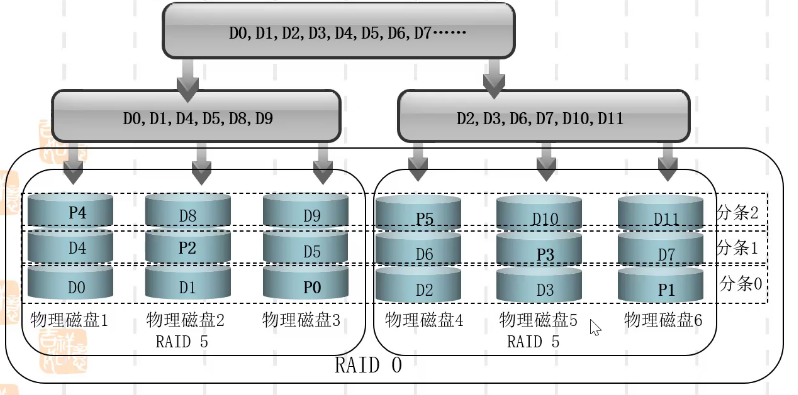 D0,D1,D2,D3,D4,D5,D6,D7……
D0,D1,D4,D5,D8,D9
D2,D3,D6,D7,D10,D11
P4 D8 D9 P5 D10 D11 分条2
D4 P2 D5 D6 P3 D7 分条1
D0 D1 P0 D2 D3 P1 分条0
物理磁盘1 物理磁盘2 物理磁盘3 物理磁盘4 物理磁盘5 物理磁盘6
RAID 5 RAID 5
RAID 0